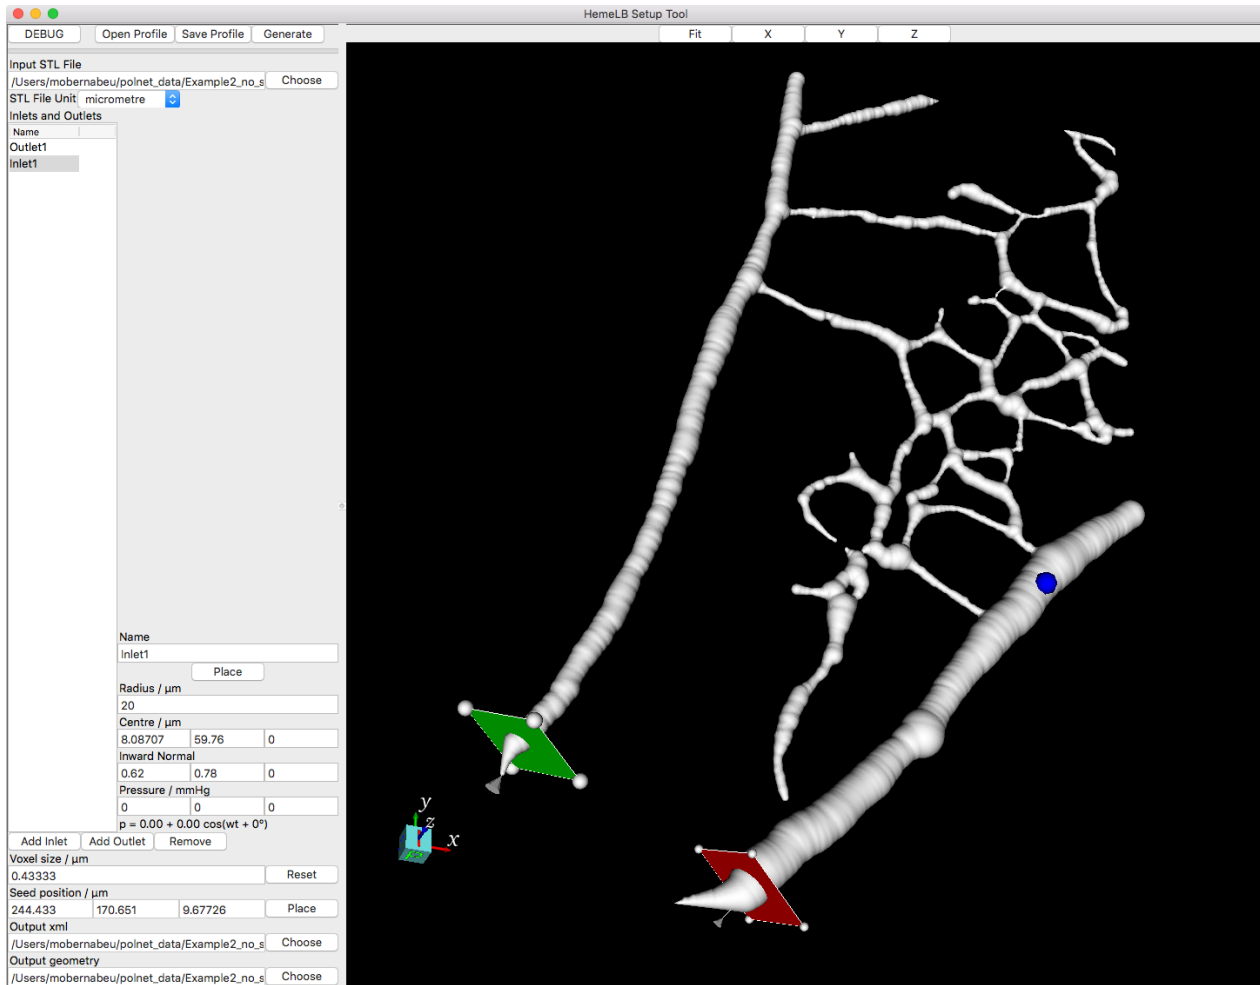 HemeLB Setup Tool
DEBUG Open Profile Save Profile Generate Fit X Y Z
Input STL File
/Users/mobernabeu/polnet_data/Example2_no_s Choose
STL File Unit micrometre
Inlets and Outlets
Name
Outlet1
Inlet1
Name
Inlet1
Place
Radius / µm
20
Centre / µm
8.08707 59.76 0
Inward Normal
0.62 0.78 0
Pressure / mmHg
0 0 0
p = 0.00 + 0.00 cos(wt + 0°)
Add Inlet Add Outlet Remove
Voxel size / µm
0.43333 Reset
Seed position / µm
244.433 170.651 9.67726 Place
Output xml
/Users/mobernabeu/polnet_data/Example2_no_s Choose
Output geometry
/Users/mobernabeu/polnet_data/Example2_no_s Choose
y
z
x